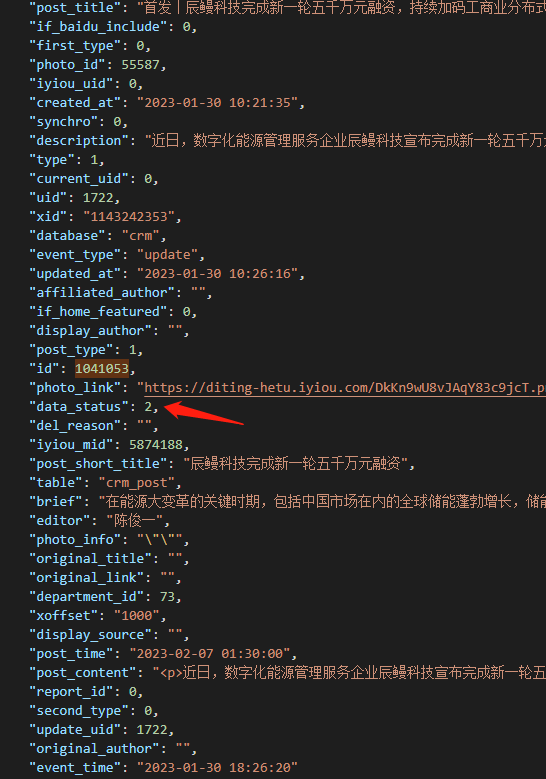 "post_title": "首发丨辰鳗科技完成新一轮五千万元融资，持续加码工商业分布式
"if_baidu_include": 0,
"first_type": 0,
"photo_id": 55587,
"iyiou_uid": 0,
"created_at": "2023-01-30 10:21:35",
"synchro": 0,
"description": "近日，数字化能源管理服务企业辰鳗科技宣布完成新一轮五千万元
"type": 1,
"current_uid": 0,
"uid": 1722,
"xid": "1143242353",
"database": "crm",
"event_type": "update",
"updated_at": "2023-01-30 10:26:16",
"affiliated_author": "",
"if_home_featured": 0,
"display_author": "",
"post_type": 1,
"id": 1041053,
"photo_link": "https://diting-hetu.iyiou.com/DkKn9wU8vJAqY83c9jcT.p
"data_status": 2,
"del_reason": "",
"iyiou_mid": 5874188,
"post_short_title": "辰鳗科技完成新一轮五千万元融资",
"table": "crm_post",
"brief": "在能源大变革的关键时期，包括中国市场在内的全球储能蓬勃增长，储能
"editor": "陈俊一",
"photo_info": "\"\"",
"original_title": "",
"original_link": "",
"department_id": 73,
"xoffset": "1000",
"display_source": "",
"post_time": "2023-02-07 01:30:00",
"post_content": "<p>近日，数字化能源管理服务企业辰鳗科技宣布完成新一轮五
"report_id": 0,
"second_type": 0,
"update_uid": 1722,
"original_author": "",
"event_time": "2023-01-30 18:26:20"